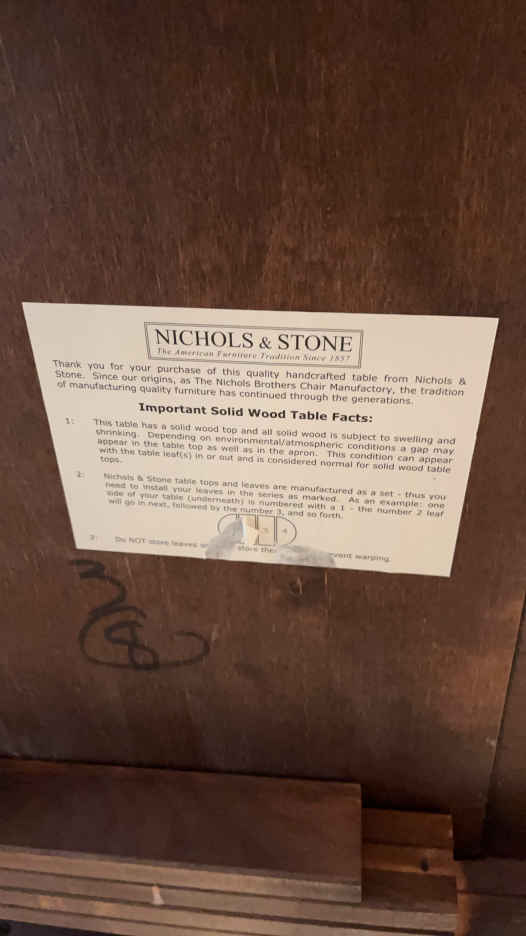 NICHOLS & STONE
The American Furniture Tradition Since 1857
Thank you for your purchase of this quality handcrafted table from Nichols &
Stone. Since our origins, as The Nichols Brothers Chair Manufactory, the tradition
of manufacturing quality furniture has continued through the generations.
Important Solid Wood Table Facts:
1: This table has a solid wood top and all solid wood is subject to swelling and
shrinking. Depending on environmental/atmospheric conditions a gap may
appear in the table top as well as in the apron. This condition can appear
with the table leaf(s) in or out and is considered normal for solid wood table
tops.
2: Nichols & Stone table tops and leaves are manufactured as a set - thus you
need to install your leaves in the series as marked. As an example: one
side of your table (underneath) is numbered with a 1 - the number 2 leaf
will go in next, followed by the number 3, and so forth.
3 4
3: Do NOT store leaves store warping.